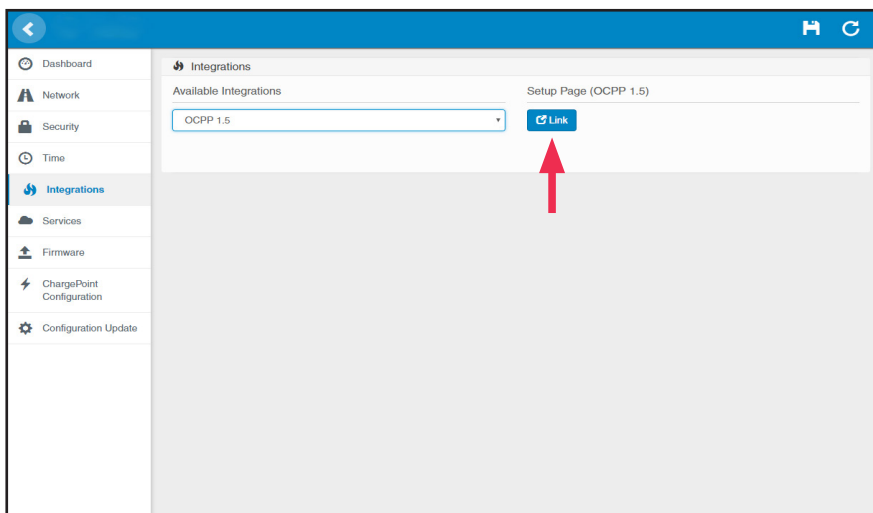 Dashboard
Network
Security
Time
Integrations
Services
Firmware
ChargePoint
Configuration
Configuration Update
Integrations
Available Integrations
Setup Page (OCPP 1.5)
OCPP 1.5
Link